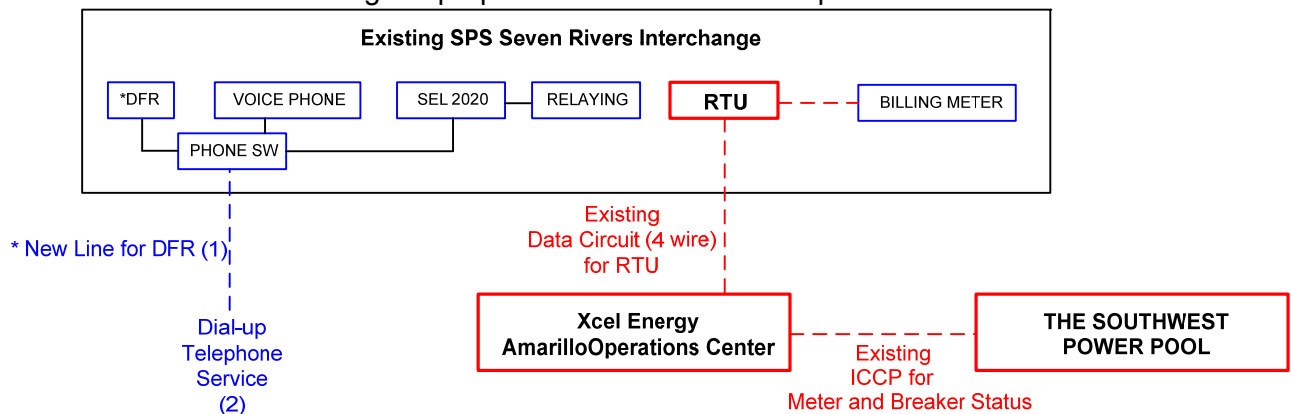 Existing SPS Seven Rivers Interchange
*DFR
VOICE PHONE
SEL 2020
RELAYING
RTU
BILLING METER
PHONE SW
* New Line for DFR (1)
Dial-up
Telephone
Service
(2)
Existing
Data Circuit (4 wire)
for RTU
Xcel Energy
AmarilloOperations Center
Existing
ICCP for
Meter and Breaker Status
THE SOUTHWEST
POWER POOL